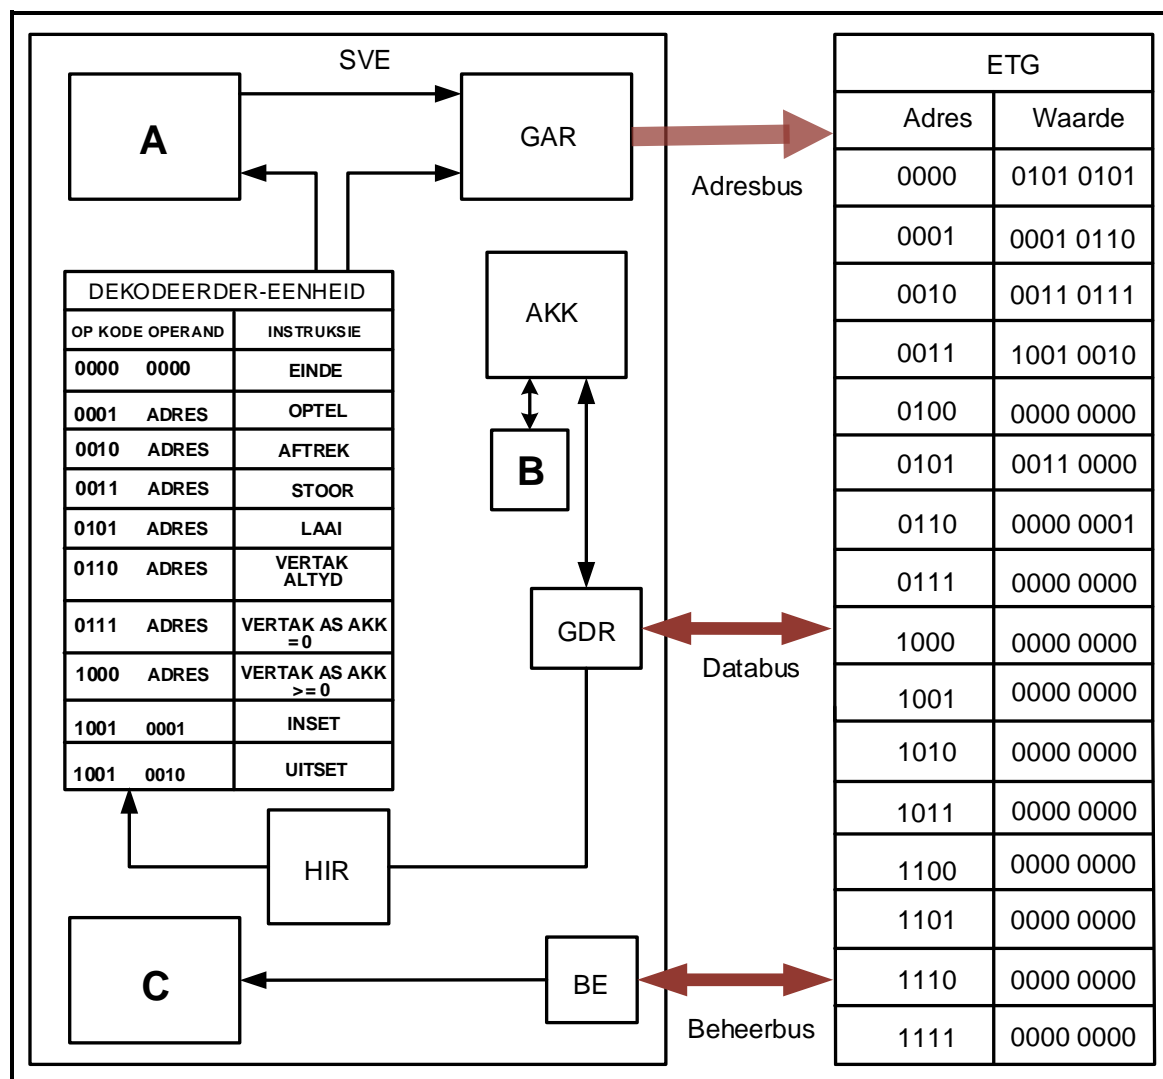 SVE
A
GAR
Adresbus
DEKODEERDER-EENHEID
OP KODE OPERAND INSTRUKSIE
0000 0000 EINDE
0001 ADRES OPTEL
0010 ADRES AFTREK
0011 ADRES STOOR
0101 ADRES LAAI
0110 ADRES VERTAK
ALTYD
0111 ADRES VERTAK AS AKK
= 0
1000 ADRES VERTAK AS AKK
>= 0
1001 0001 INSET
1001 0010 UITSET
AKK
B
GDR
Databus
HIR
C
BE
Beheerbus
ETG
Adres Waarde
0000 0101 0101
0001 0001 0110
0010 0011 0111
0011 1001 0010
0100 0000 0000
0101 0011 0000
0110 0000 0001
0111 0000 0000
1000 0000 0000
1001 0000 0000
1010 0000 0000
1011 0000 0000
1100 0000 0000
1101 0000 0000
1110 0000 0000
1111 0000 0000